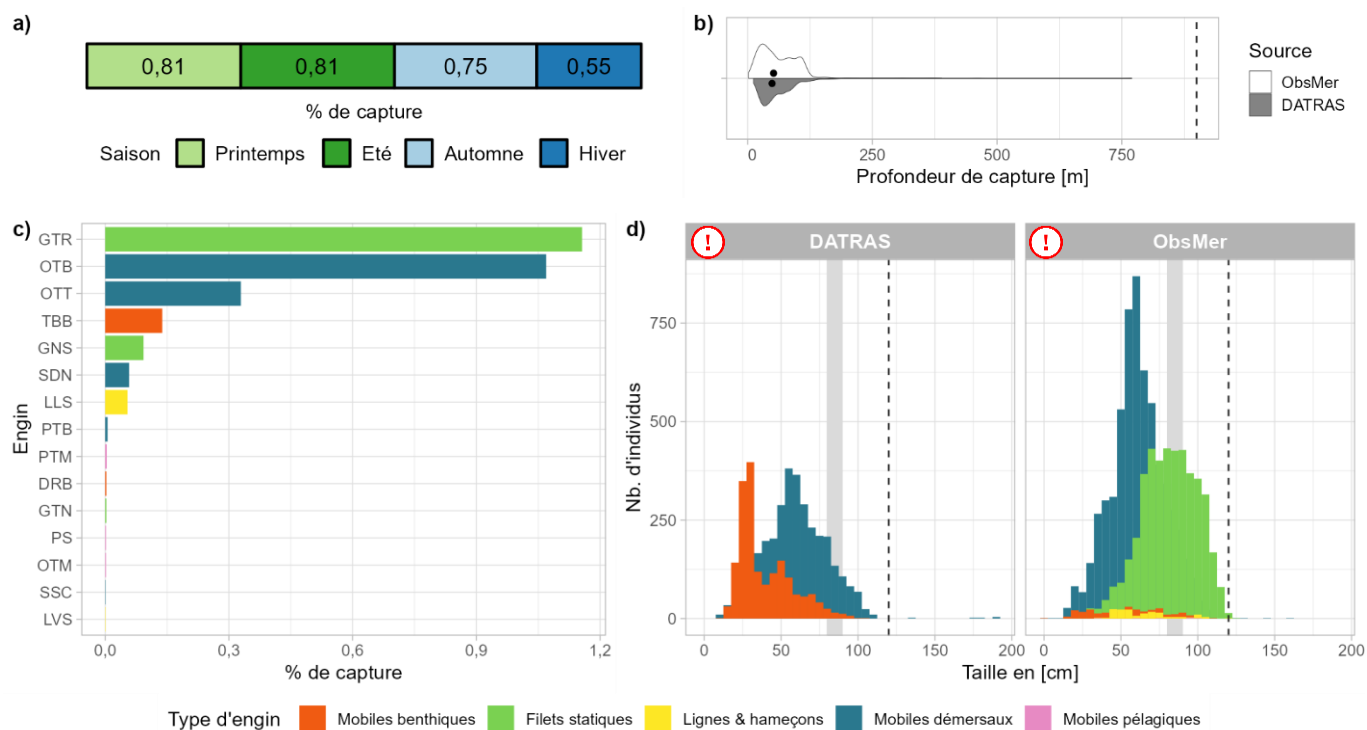 a)
0,81 0,81 0,75 0,55
% de capture
Saison Printemps Eté Automne Hiver
b)
0 250 500 750
Profondeur de capture [m]
Source
ObsMer
DATRAS
c)
GTR
OTB
OTT
TBB
GNS
SDN
LLS
PTB
PTM
DRB
GTN
PS
OTM
SSC
LVS
Engin
0,0 0,3 0,6 0,9 1,2
% de capture
d)
! DATRAS ! ObsMer
750
500
250
0
Nb. d'individus
0 50 100 150 200 0 50 100 150 200
Taille en [cm]
Type d'engin Mobiles benthiques Filets statiques Lignes & hameçons Mobiles démersaux Mobiles pélagiques